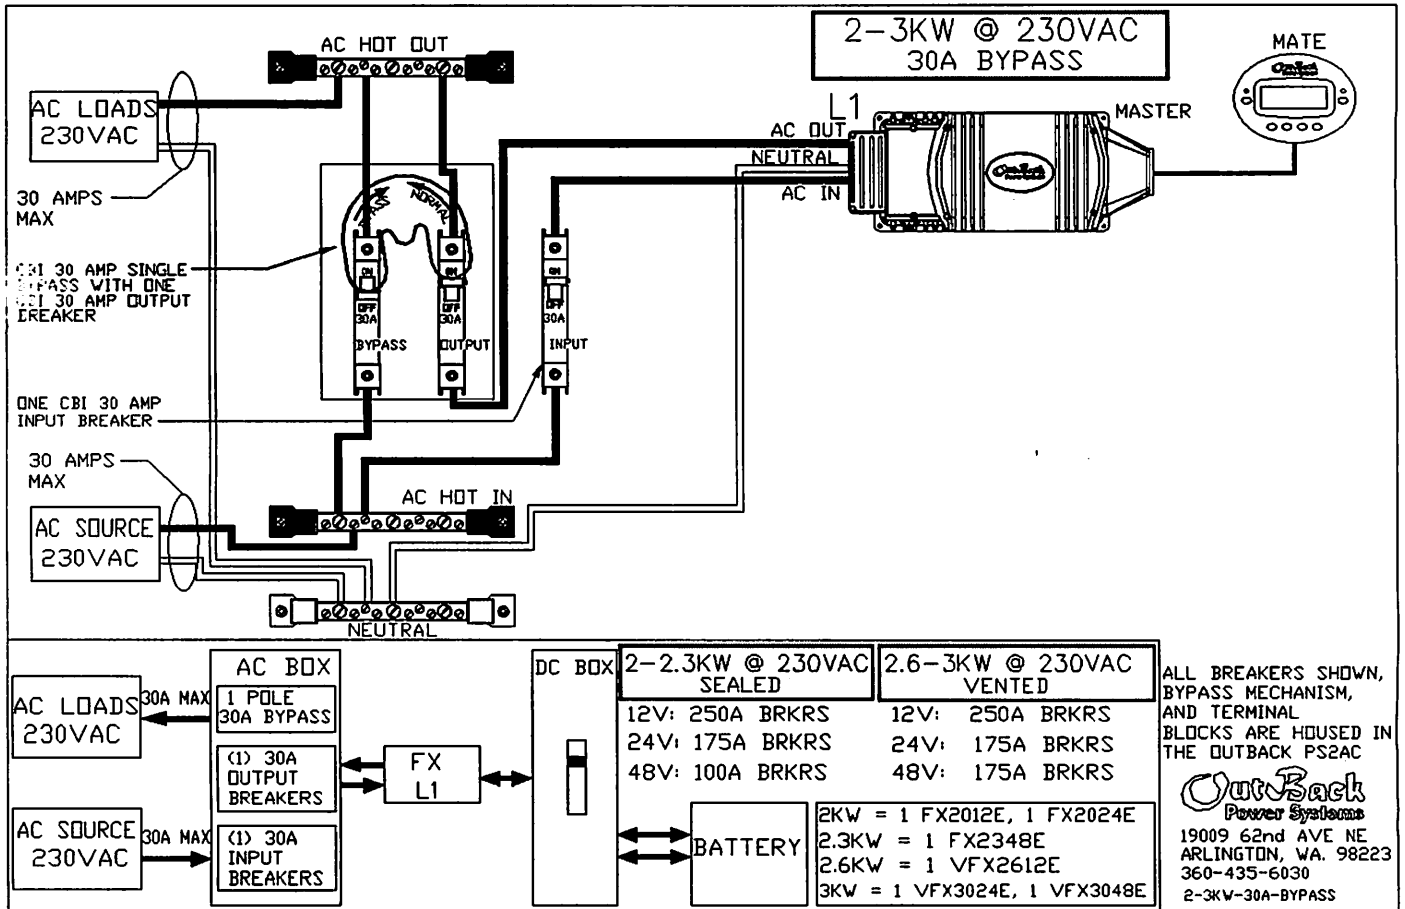 2-3KW @ 230VAC
30A BYPASS
MATE
OutBack
AC HOT OUT
AC LOADS
230VAC
30 AMPS
MAX
L1
MASTER
AC OUT
NEUTRAL
AC IN
OutBack
NORMAL
CBI 30 AMP SINGLE
BYPASS WITH ONE
CBI 30 AMP OUTPUT
BREAKER
ON
OFF
30A
BYPASS
ON
OFF
30A
OUTPUT
ON
OFF
30A
INPUT
ONE CBI 30 AMP
INPUT BREAKER
30 AMPS
MAX
AC HOT IN
AC SOURCE
230VAC
NEUTRAL
AC LOADS
230VAC
30A MAX
AC SOURCE
230VAC
30A MAX
AC BOX
1 POLE
30A BYPASS
(1) 30A
OUTPUT
BREAKERS
(1) 30A
INPUT
BREAKERS
FX
L1
DC BOX
BATTERY
2-2.3KW @ 230VAC
SEALED
12V: 250A BRKRS
24V: 175A BRKRS
48V: 100A BRKRS
2.6-3KW @ 230VAC
VENTED
12V: 250A BRKRS
24V: 175A BRKRS
48V: 175A BRKRS
2KW = 1 FX2012E, 1 FX2024E
2.3KW = 1 FX2348E
2.6KW = 1 VFX2612E
3KW = 1 VFX3024E, 1 VFX3048E
ALL BREAKERS SHOWN,
BYPASS MECHANISM,
AND TERMINAL
BLOCKS ARE HOUSED IN
THE OUTBACK PS2AC
OutBack
Power Systems
19009 62nd AVE NE
ARLINGTON, WA. 98223
360-435-6030
2-3KW-30A-BYPASS